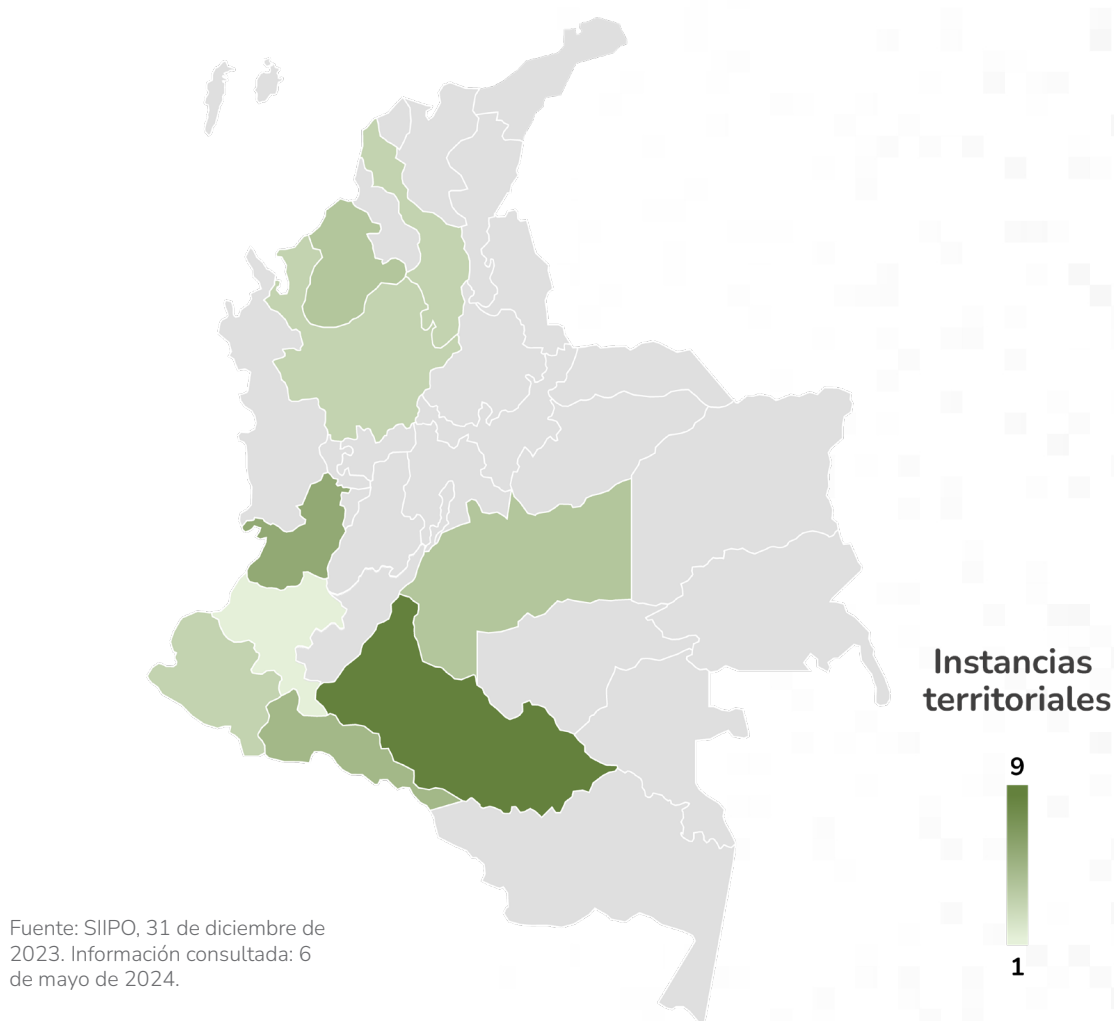 Instancias
territoriales
9
1
Fuente: SIIPO, 31 de diciembre de
2023. Información consultada: 6
de mayo de 2024.